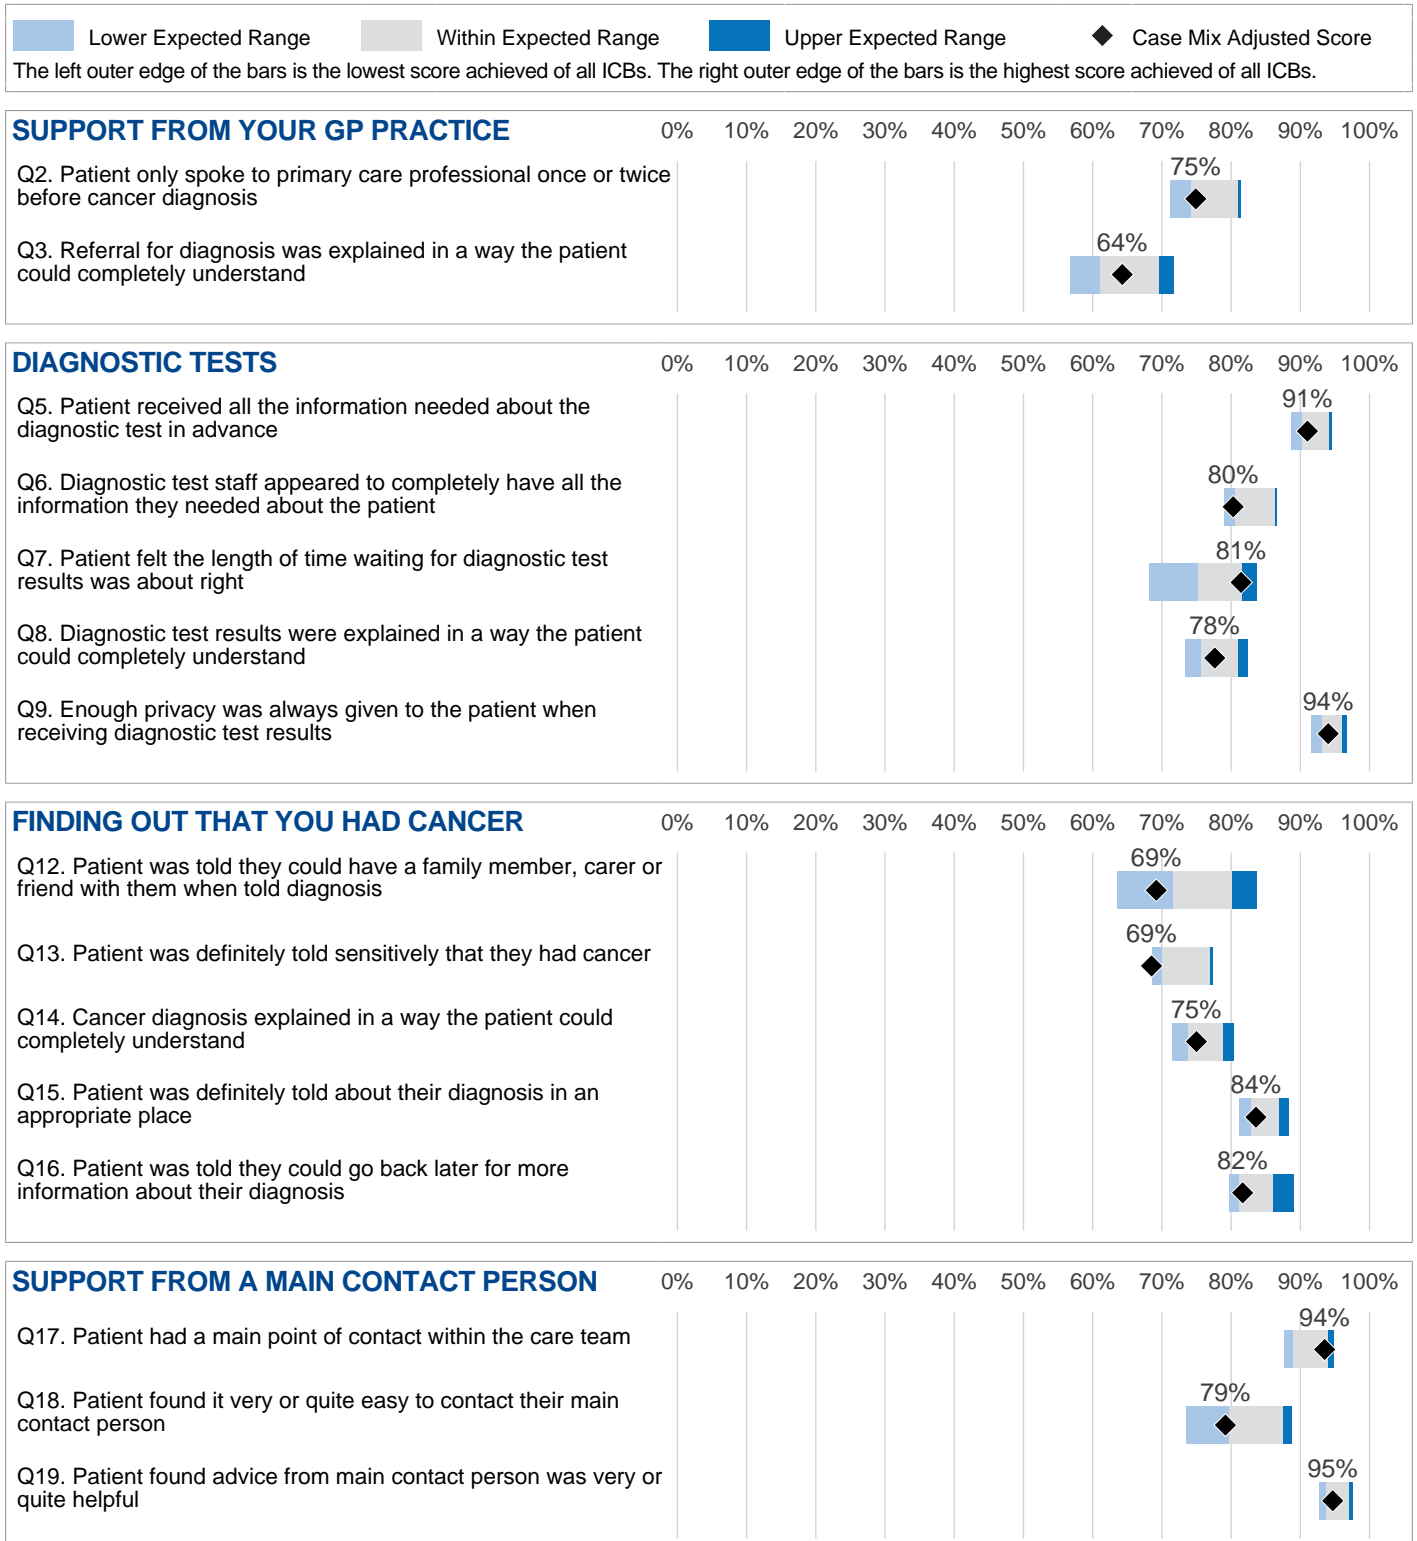 Lower Expected Range Within Expected Range Upper Expected Range Case Mix Adjusted Score
The left outer edge of the bars is the lowest score achieved of all ICBs. The right outer edge of the bars is the highest score achieved of all ICBs.
SUPPORT FROM YOUR GP PRACTICE 0% 10% 20% 30% 40% 50% 60% 70% 80% 90% 100%
75%
Q2. Patient only spoke to primary care professional once or twice
before cancer diagnosis
64%
Q3. Referral for diagnosis was explained in a way the patient
could completely understand
DIAGNOSTIC TESTS 0% 10% 20% 30% 40% 50% 60% 70% 80% 90% 100%
91%
Q5. Patient received all the information needed about the
diagnostic test in advance
80%
Q6. Diagnostic test staff appeared to completely have all the
information they needed about the patient
81%
Q7. Patient felt the length of time waiting for diagnostic test
results was about right
78%
Q8. Diagnostic test results were explained in a way the patient
could completely understand
94%
Q9. Enough privacy was always given to the patient when
receiving diagnostic test results
FINDING OUT THAT YOU HAD CANCER 0% 10% 20% 30% 40% 50% 60% 70% 80% 90% 100%
69%
Q12. Patient was told they could have a family member, carer or
friend with them when told diagnosis
69%
Q13. Patient was definitely told sensitively that they had cancer
75%
Q14. Cancer diagnosis explained in a way the patient could
completely understand
84%
Q15. Patient was definitely told about their diagnosis in an
appropriate place
82%
Q16. Patient was told they could go back later for more
information about their diagnosis
SUPPORT FROM A MAIN CONTACT PERSON 0% 10% 20% 30% 40% 50% 60% 70% 80% 90% 100%
94%
Q17. Patient had a main point of contact within the care team
79%
Q18. Patient found it very or quite easy to contact their main
contact person
95%
Q19. Patient found advice from main contact person was very or
quite helpful